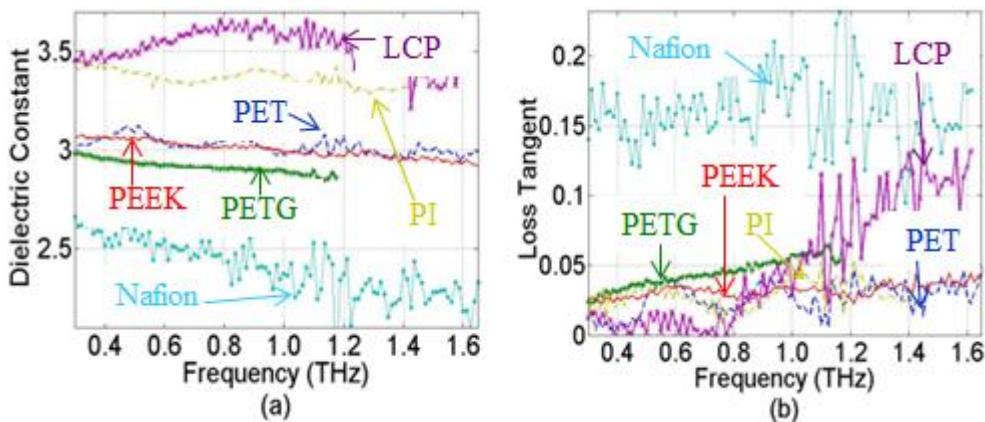 3.5
3
2.5
Dielectric Constant
LCP
PET
PEEK
PETG
PI
Nafion
0.4 0.6 0.8 1.0 1.2 1.4 1.6
Frequency (THz)
(a)
0.2
0.15
0.1
0.05
0
Loss Tangent
Nafion
LCP
PEEK
PETG
PI
PET
0.4 0.6 0.8 1.0 1.2 1.4 1.6
Frequency (THz)
(b)